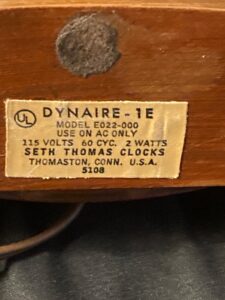 UL DYNAIRE - 1E
MODEL E022-000
USE ON AC ONLY
115 VOLTS 60 CYC. 2 WATTS
SETH THOMAS CLOCKS
THOMASTON, CONN. U.S.A.
5108